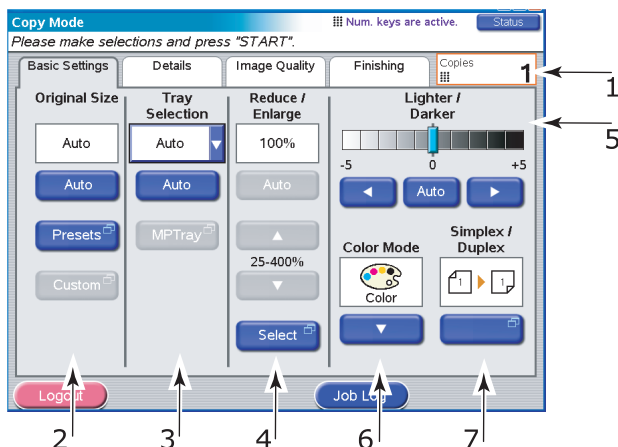 Copy Mode
Num. keys are active.
Status
Please make selections and press "START".
Basic Settings
Details
Image Quality
Finishing
Copies
1
1
Original Size
Auto
Auto
Presets
Custom
Tray
Selection
Auto
Auto
MPTray
Reduce /
Enlarge
100%
Auto
25-400%
Select
Lighter /
Darker
5
-5 0 +5
Auto
Color Mode
Color
Simplex /
Duplex
1 1
Logout
Job Log
2 3 4 6 7